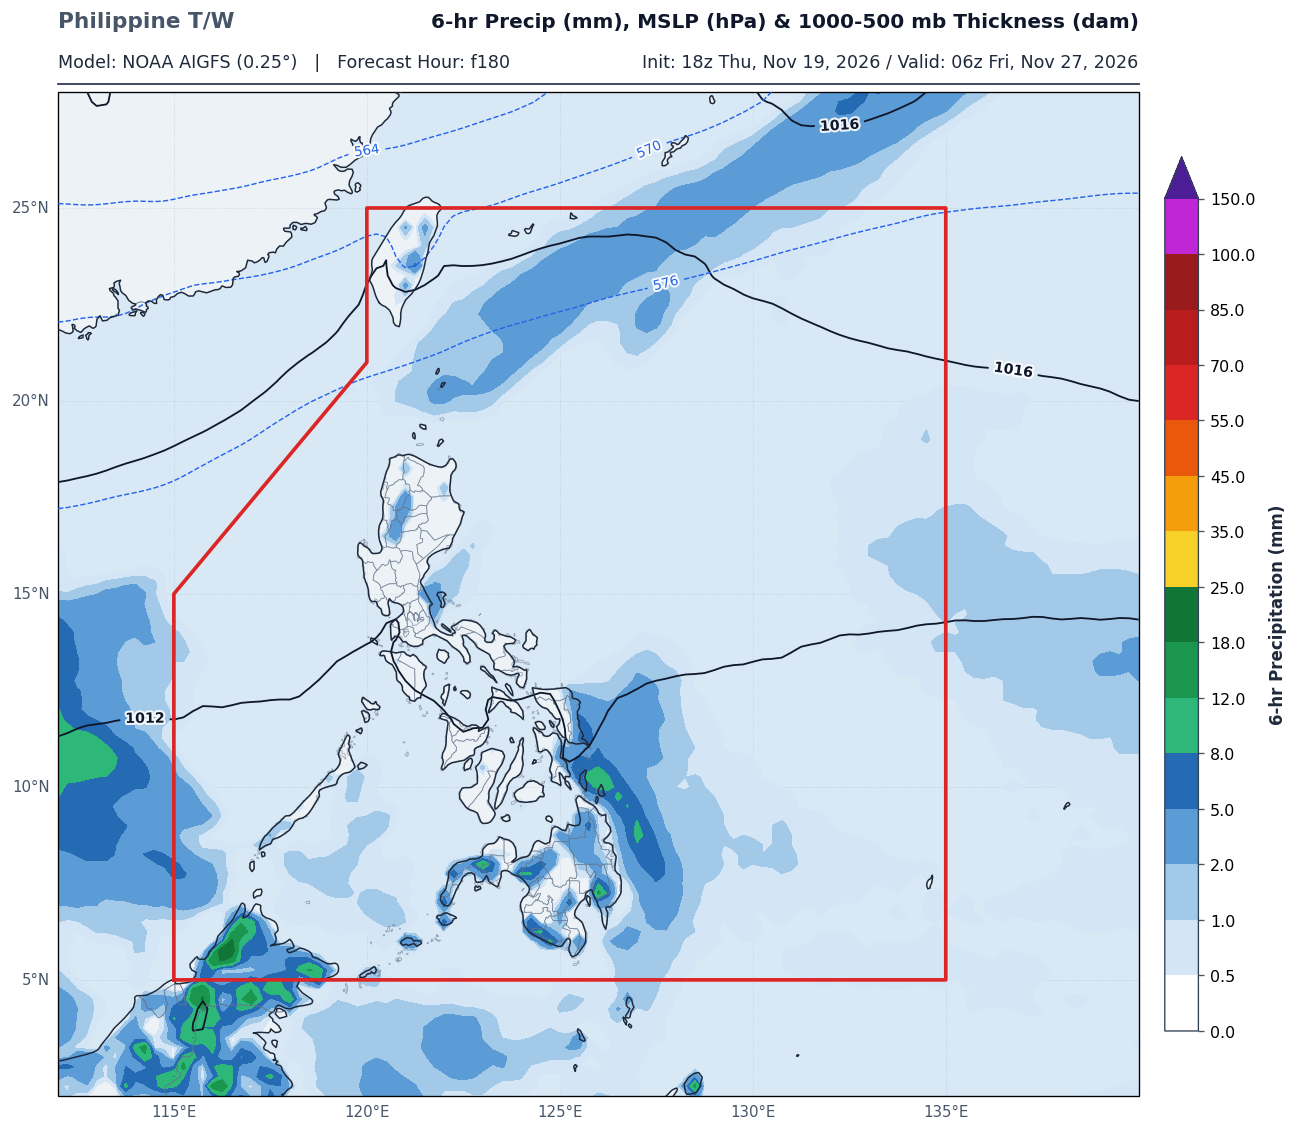 Philippine T/W
6-hr Precip (mm), MSLP (hPa) & 1000-500 mb Thickness (dam)
Model: NOAA AIGFS (0.25°) | Forecast Hour: f180
Init: 18z Thu, Nov 19, 2026 / Valid: 06z Fri, Nov 27, 2026
1016
564
570
576
1016
1012
25°N
20°N
15°N
10°N
5°N
115°E
120°E
125°E
130°E
135°E
150.0
100.0
85.0
70.0
55.0
45.0
35.0
25.0
18.0
12.0
8.0
5.0
2.0
1.0
0.5
0.0
6-hr Precipitation (mm)